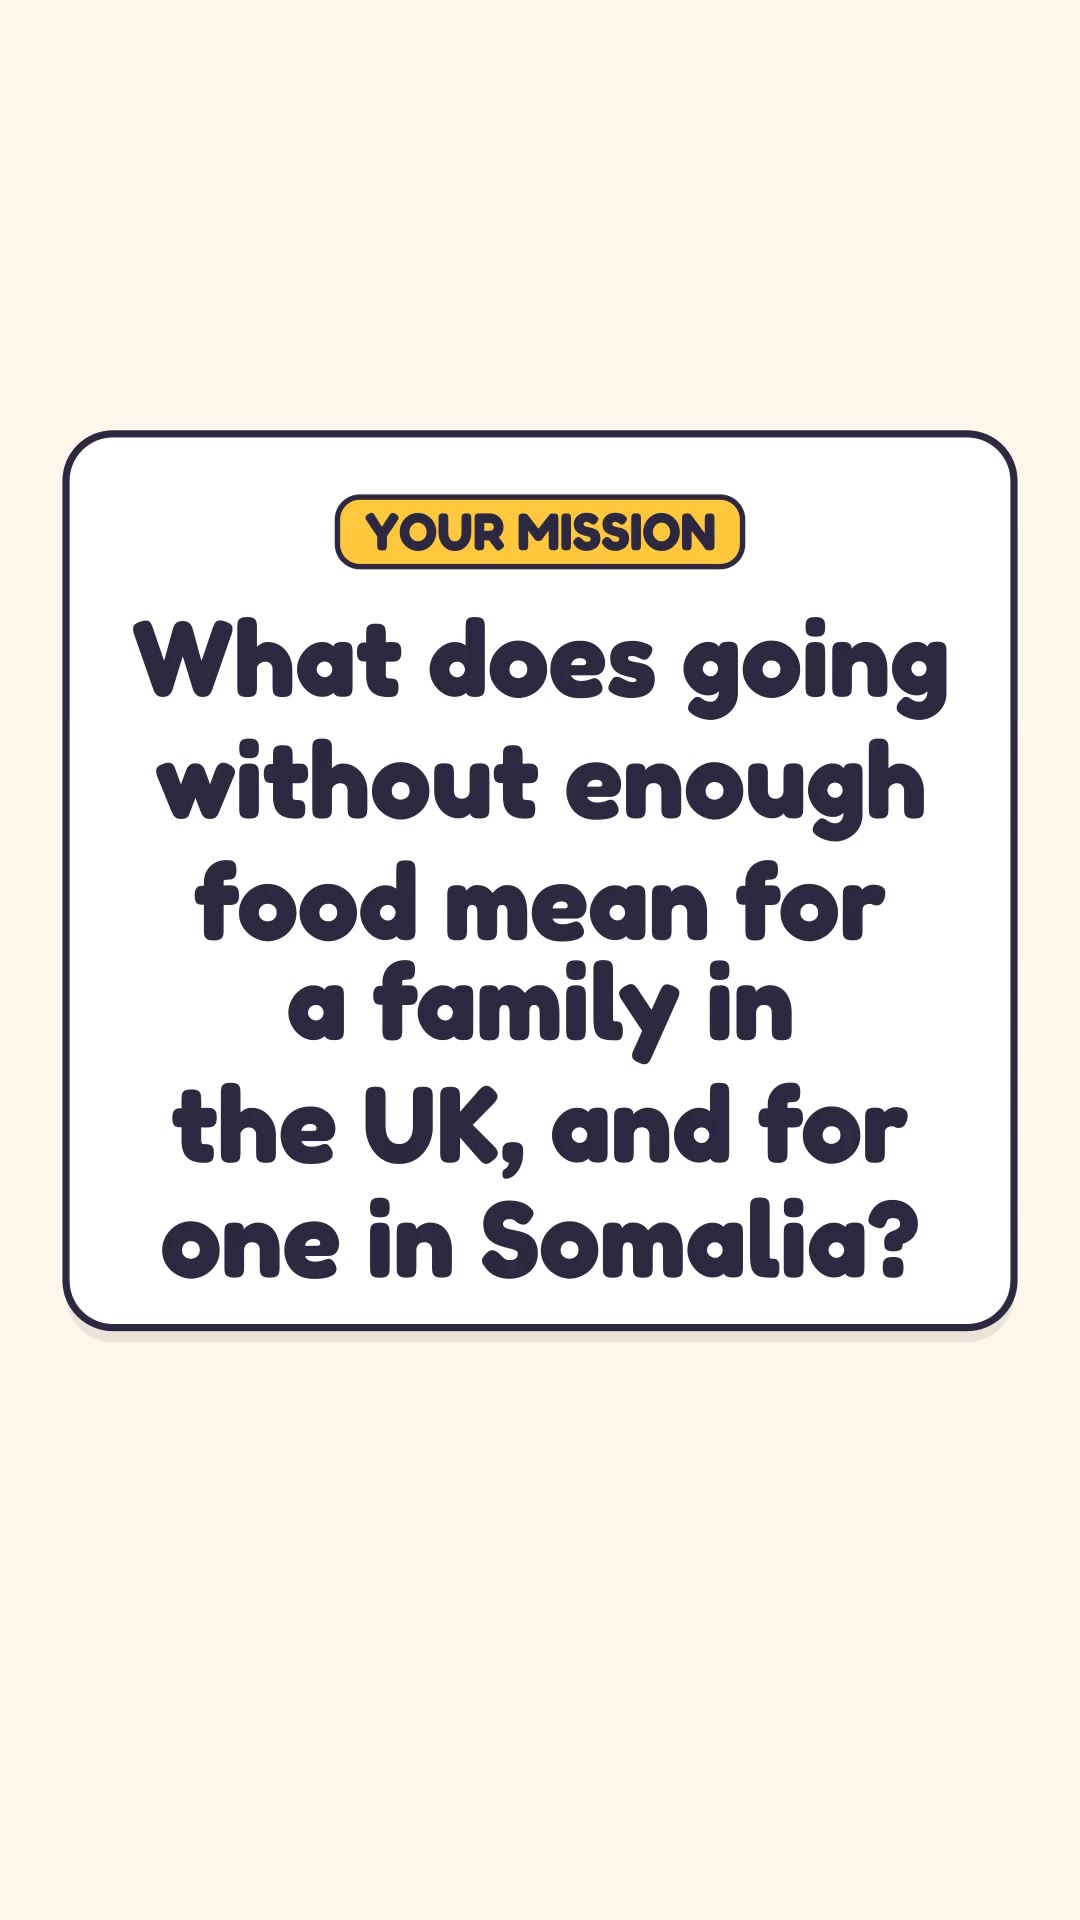 YOUR MISSION
What does going
without enough
food mean for
a family in
the UK, and for
one in Somalia?